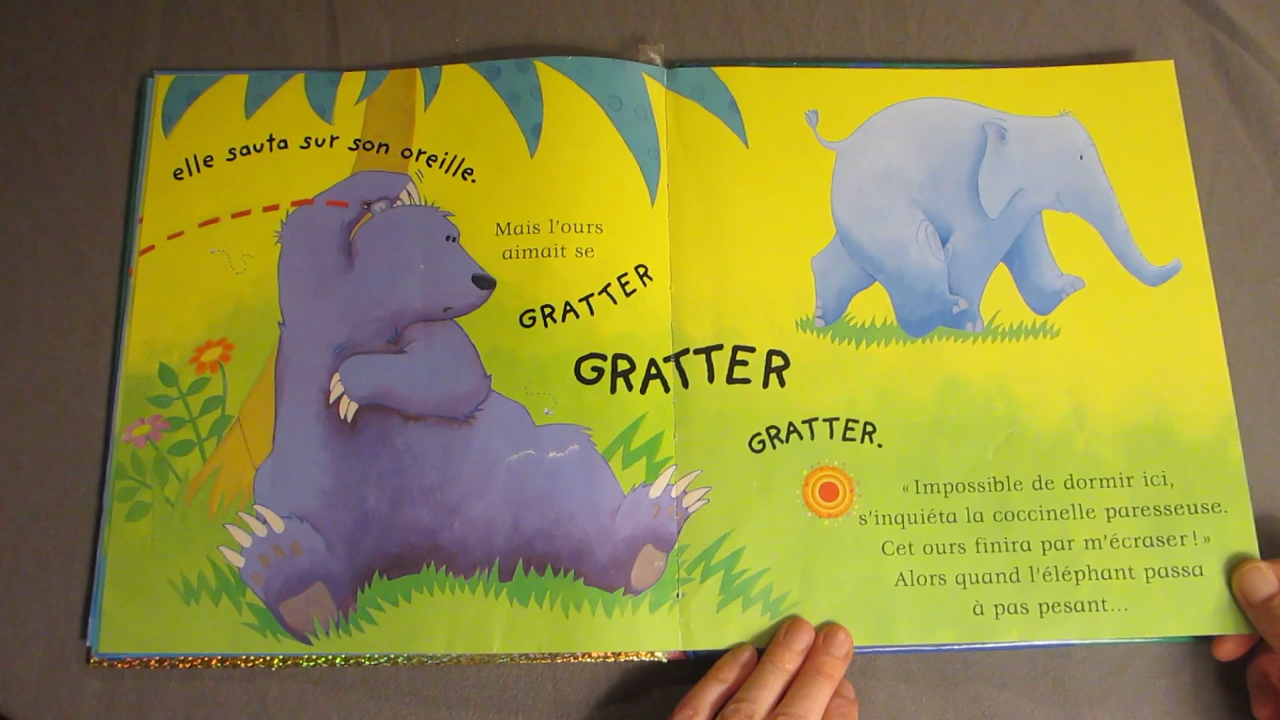 elle sauta sur son oreille.
Mais l'ours
aimait se
GRATTER
GRATTER
GRATTER.
«Impossible de dormir ici,
s'inquiéta la coccinelle paresseuse.
Cet ours finira par m'écraser!»
Alors quand l'éléphant passa
à pas pesant...